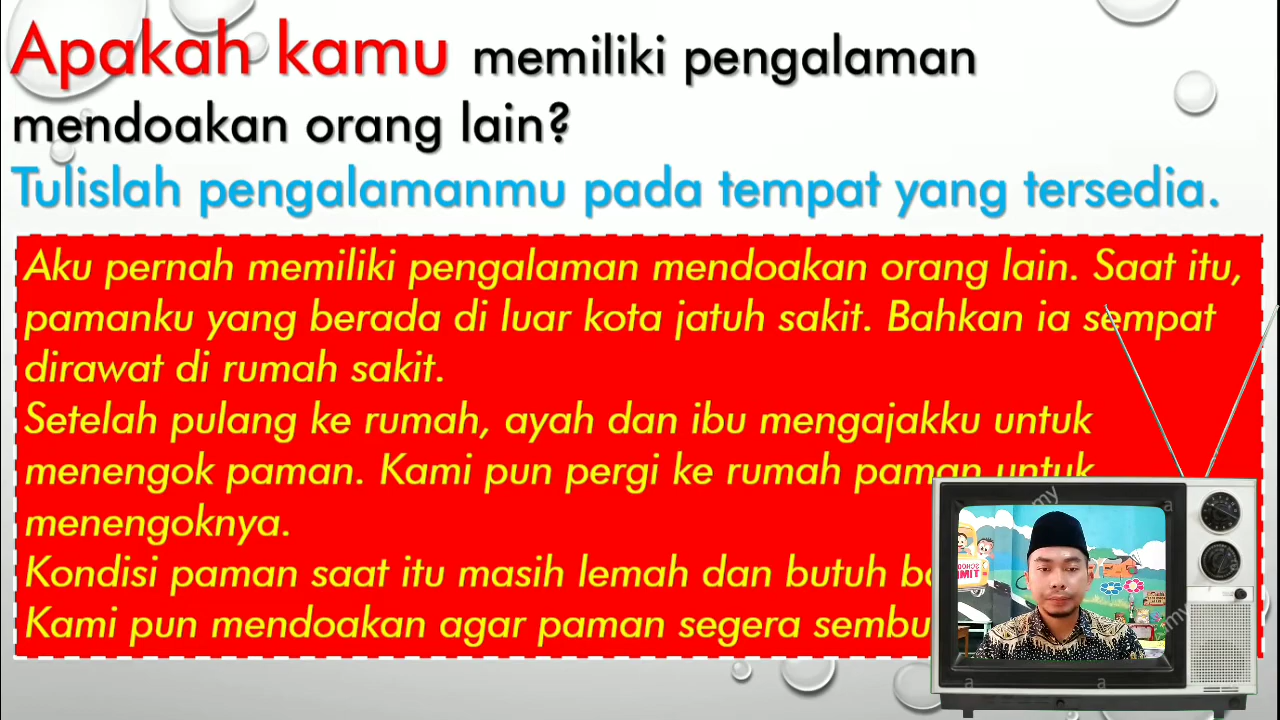 Apakah kamu memiliki pengalaman
mendoakan orang lain?
Tulislah pengalamanmu pada tempat yang tersedia.
Aku pernah memiliki pengalaman mendoakan orang lain. Saat itu,
pamanku yang berada di luar kota jatuh sakit. Bahkan ia sempat
dirawat di rumah sakit.
Setelah pulang ke rumah, ayah dan ibu mengajakku untuk
menengok paman. Kami pun pergi ke rumah paman untuk
menengoknya.
Kondisi paman saat itu masih lemah dan butuh
Kami pun mendoakan agar paman segera